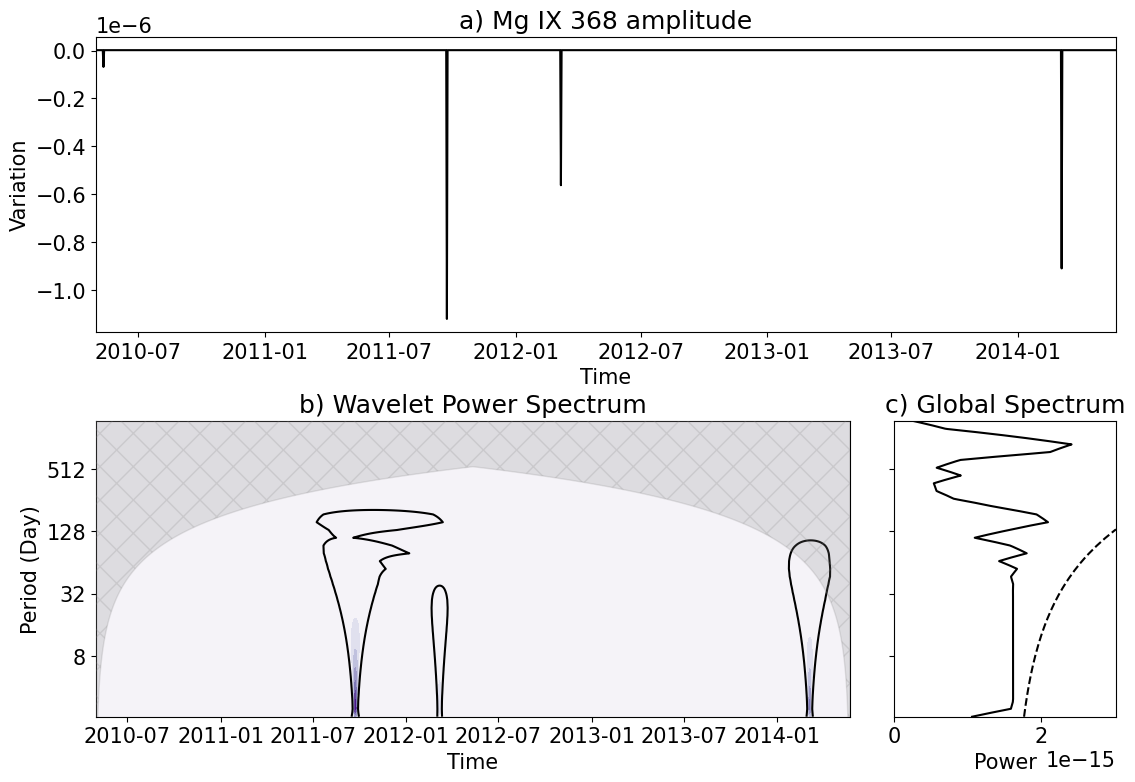 a) Mg IX 368 amplitude
1e−6
0.0
−0.2
−0.4
−0.6
−0.8
−1.0
Variation
2010-07 2011-01 2011-07 2012-01 2012-07 2013-01 2013-07 2014-01
Time
b) Wavelet Power Spectrum
512
128
32
8
Period (Day)
2010-07 2011-01 2011-07 2012-01 2012-07 2013-01 2013-07 2014-01
Time
c) Global Spectrum
0 2
Power 1e−15